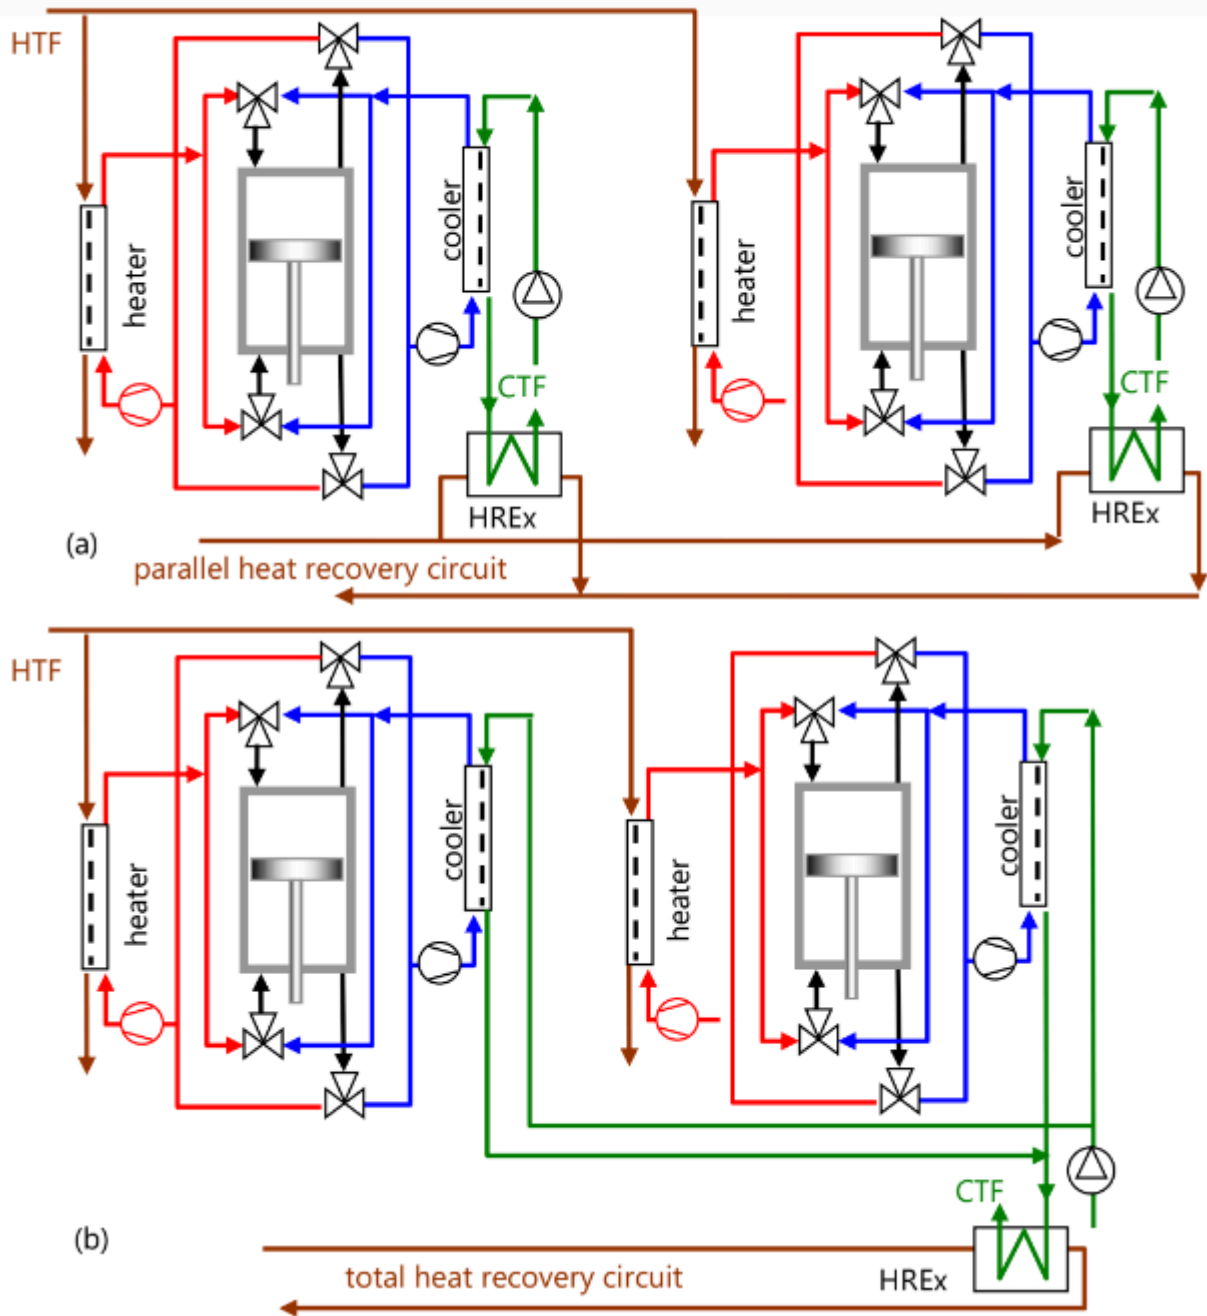 HTF
heater
cooler
CTF
HREx
heater
cooler
CTF
HREx
(a)
parallel heat recovery circuit
HTF
heater
cooler
heater
cooler
CTF
HREx
(b)
total heat recovery circuit